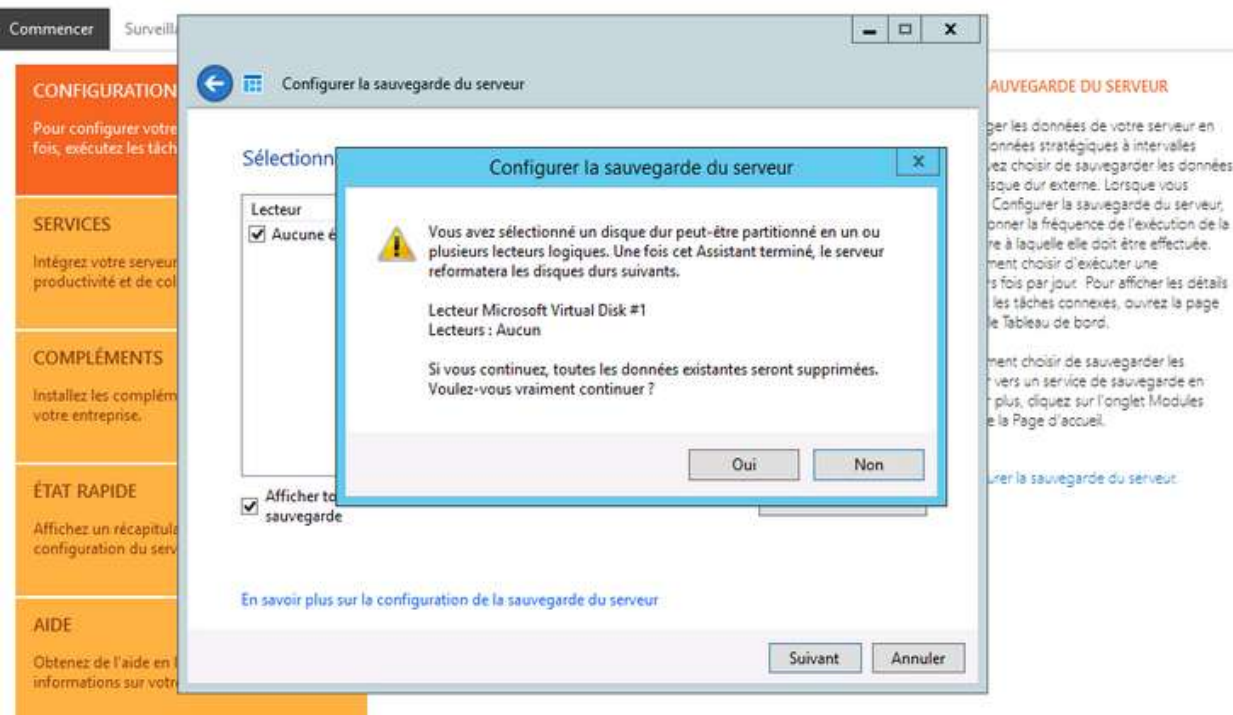 Commencer
Surveill
Configurer la sauvegarde du serveur
CONFIGURATION
Pour configurer votre
fois, exécutez les tâch
SERVICES
Intégrez votre serveur
productivité et de col
COMPLÉMENTS
Installez les complém
votre entreprise.
ÉTAT RAPIDE
Affichez un récapitula
configuration du serv
AIDE
Obtenez de l'aide en l
informations sur votre
Sélectionn
Lecteur
Aucune é
Configurer la sauvegarde du serveur
Vous avez sélectionné un disque dur peut-être partitionné en un ou
plusieurs lecteurs logiques. Une fois cet Assistant terminé, le serveur
reformatera les disques durs suivants.
Lecteur Microsoft Virtual Disk #1
Lecteurs : Aucun
Si vous continuez, toutes les données existantes seront supprimées.
Voulez-vous vraiment continuer ?
Oui
Non
Afficher to
sauvegarde
En savoir plus sur la configuration de la sauvegarde du serveur
Suivant
Annuler
AUVEGARDE DU SERVEUR
ger les données de votre serveur en
onnées stratégiques à intervalles
vez choisir de sauvegarder les données
isque dur externe. Lorsque vous
Configurer la sauvegarde du serveur,
onner la fréquence de l'exécution de la
re à laquelle elle doit être effectuée.
ment choisir d'exécuter une
rs fois par jour. Pour afficher les détails
les tâches connexes, ouvrez la page
le Tableau de bord.
ment choisir de sauvegarder les
vers un service de sauvegarde en
r plus, cliquez sur l'onglet Modules
e la Page d'accueil.
urer la sauvegarde du serveur.